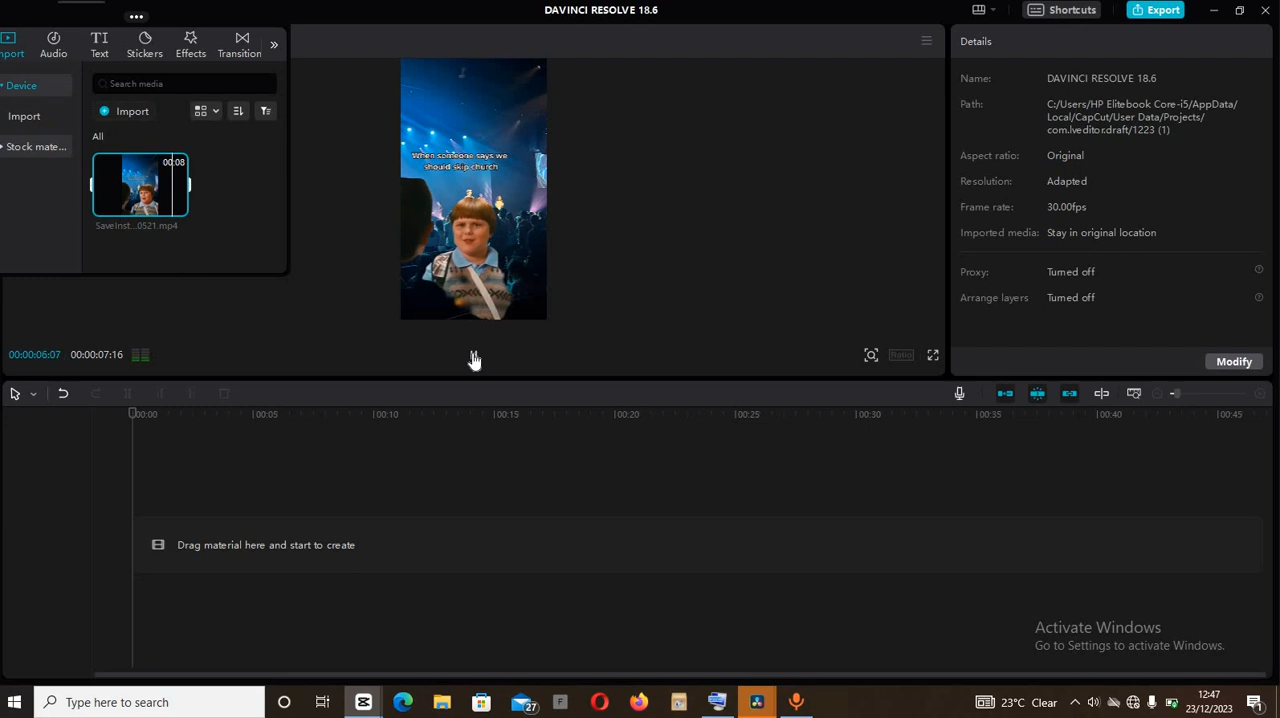 DAVINCI RESOLVE 18.6
Shortcuts
Export
mport
Audio
Text
Stickers
Effects
Transition
Device
Import
Stock mate...
Search media
Import
All
00:08
SaveInst...0521.mp4
When someone says we
should skip church
00:00:06:07
00:00:07:16
Ratio
Details
Name:
DAVINCI RESOLVE 18.6
Path:
C:/Users/HP Elitebook Core-i5/AppData/
Local/CapCut/User Data/Projects/
com.lveditor.draft/1223 (1)
Aspect ratio:
Original
Resolution:
Adapted
Frame rate:
30.00fps
Imported media:
Stay in original location
Proxy:
Turned off
Arrange layers
Turned off
Modify
00:00
00:05
00:10
00:15
00:20
00:25
00:30
00:35
00:40
00:45
Drag material here and start to create
Activate Windows
Go to Settings to activate Windows.
Type here to search
27
F
23°C Clear
12:47
23/12/2023
1